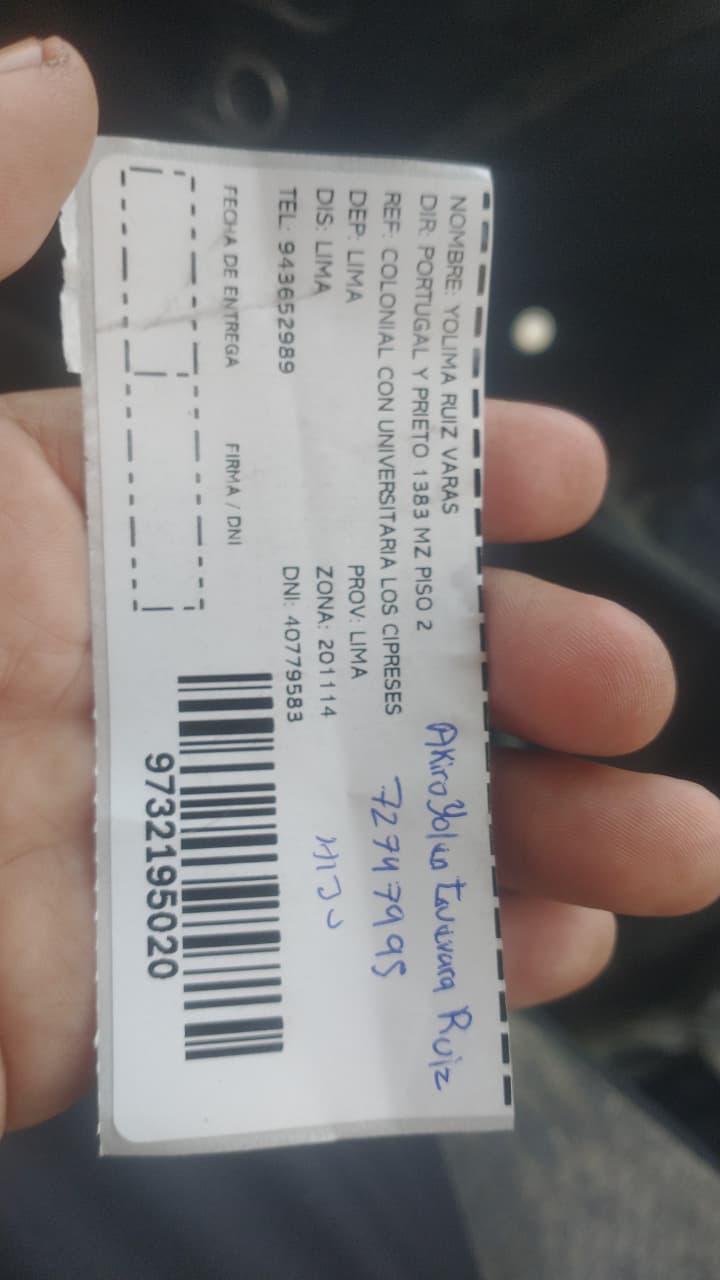 NOMBRE: YOLIMA RUIZ VARAS
DIR: PORTUGAL Y PRIETO 1383 MZ PISO 2
REF: COLONIAL CON UNIVERSITARIA LOS CIPRESES
DEP: LIMA PROV: LIMA
DIS: LIMA ZONA: 201114
TEL: 943652989 DNI: 40779583
FECHA DE ENTREGA FIRMA / DNI
Akiro Ruiz
72747995
HIJO
9732195020